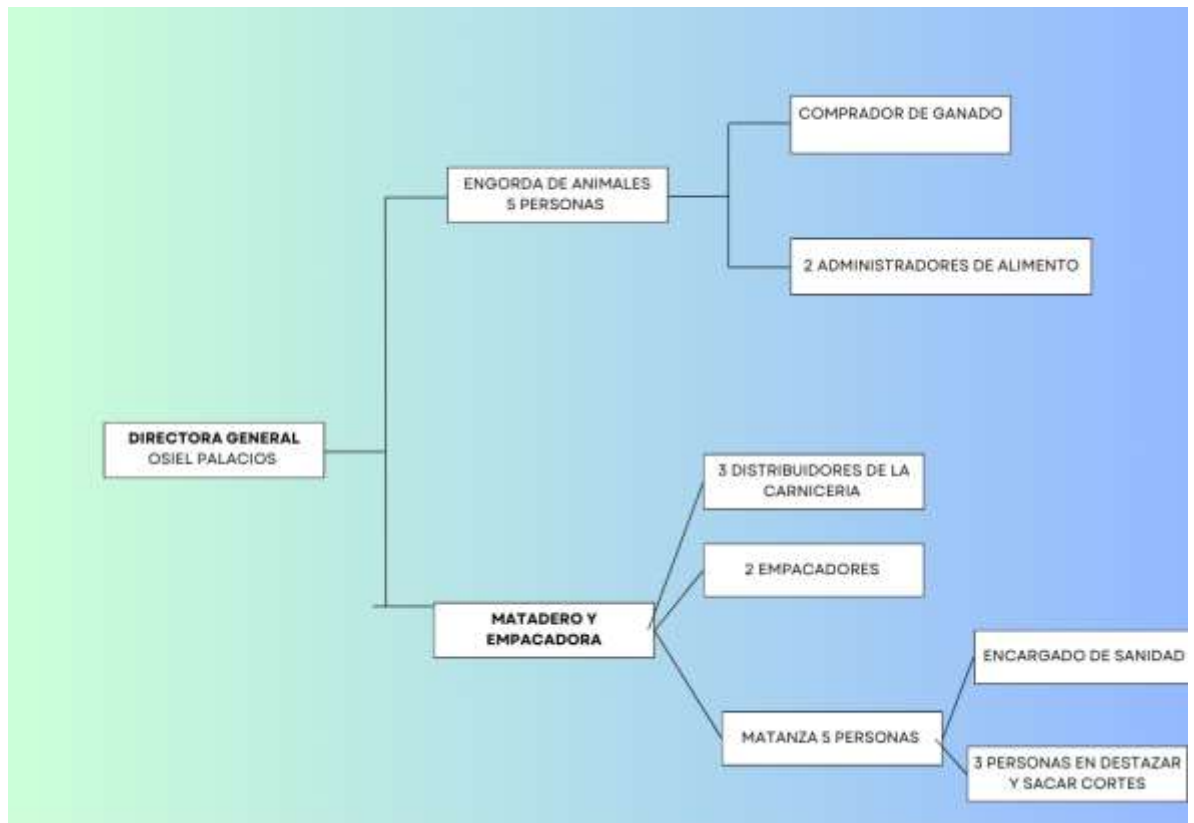 COMPRADOR DE GANADO
ENGORDA DE ANIMALES
5 PERSONAS
2 ADMINISTRADORES DE ALIMENTO
DIRECTORA GENERAL
OSIEL PALACIOS
3 DISTRIBUIDORES DE LA
CARNICERIA
2 EMPACADORES
MATADERO Y
EMPACADORA
ENCARGADO DE SANIDAD
MATANZA 5 PERSONAS
3 PERSONAS EN DESTAZAR
Y SACAR CORTES